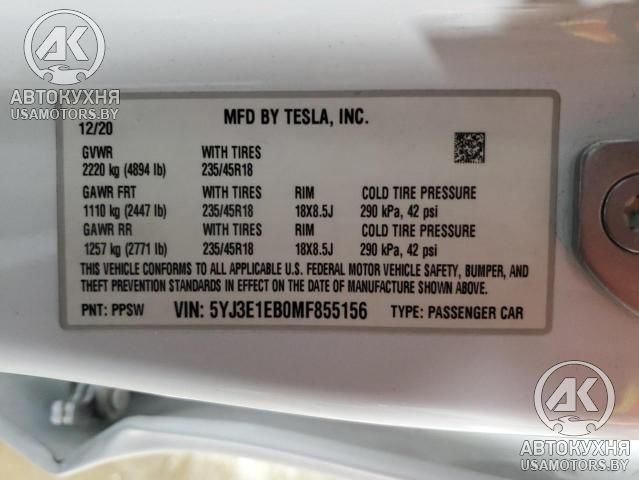 АК
АВТОКУХНЯ
USAMOTORS.BY
12/20
MFD BY TESLA, INC.
GVWR WITH TIRES
2220 kg (4894 lb) 235/45R18
GAWR FRT WITH TIRES RIM COLD TIRE PRESSURE
1110 kg (2447 lb) 235/45R18 18X8.5J 290 kPa, 42 psi
GAWR RR WITH TIRES RIM COLD TIRE PRESSURE
1257 kg (2771 lb) 235/45R18 18X8.5J 290 kPa, 42 psi
THIS VEHICLE CONFORMS TO ALL APPLICABLE U.S. FEDERAL MOTOR VEHICLE SAFETY, BUMPER, AND
THEFT PREVENTION STANDARDS IN EFFECT ON THE DATE OF MANUFACTURE SHOWN ABOVE.
PNT: PPSW VIN: 5YJ3E1EB0MF855156 TYPE: PASSENGER CAR
АК
АВТОКУХНЯ
USAMOTORS.BY